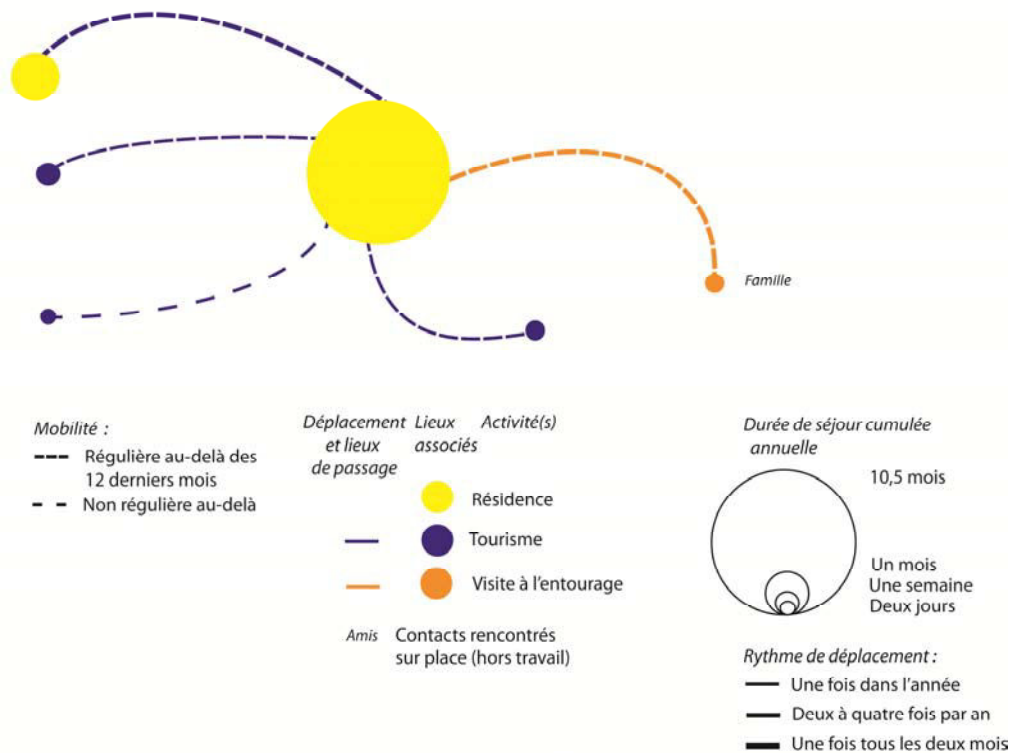 Famille
Mobilité :
Régulière au-delà des
12 derniers mois
Non régulière au-delà
Déplacement
et lieux
de passage
Lieux
associés
Activité(s)
Résidence
Tourisme
Visite à l'entourage
Amis Contacts rencontrés
sur place (hors travail)
Durée de séjour cumulée
annuelle
10,5 mois
Un mois
Une semaine
Deux jours
Rythme de déplacement :
Une fois dans l'année
Deux à quatre fois par an
Une fois tous les deux mois